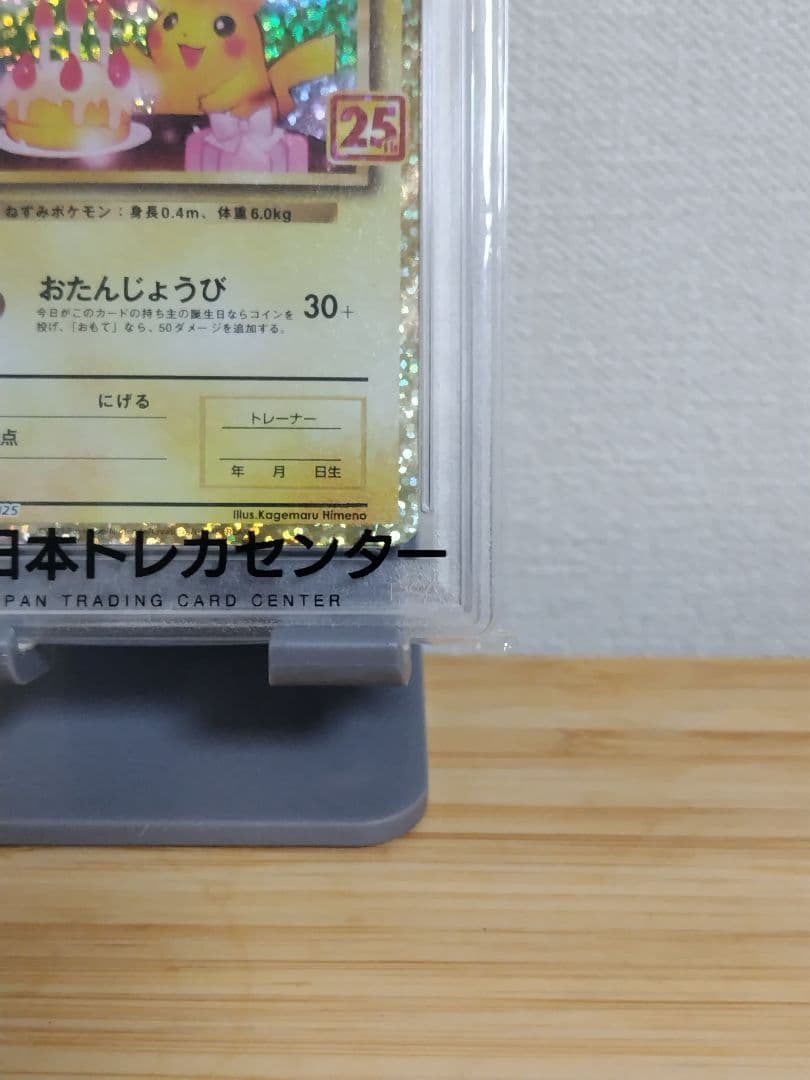 25th
ねずみポケモン：身長0.4m、体重6.0kg
おたんじょうび 30+
今日がこのカードの持ち主の誕生日ならコインを
投げ、「おもて」なら、50ダメージを追加する。
にげる
トレーナー
点
年 月 日生
025
Illus.Kagemaru Himeno
日本トレカセンター
PAN TRADING CARD CENTER